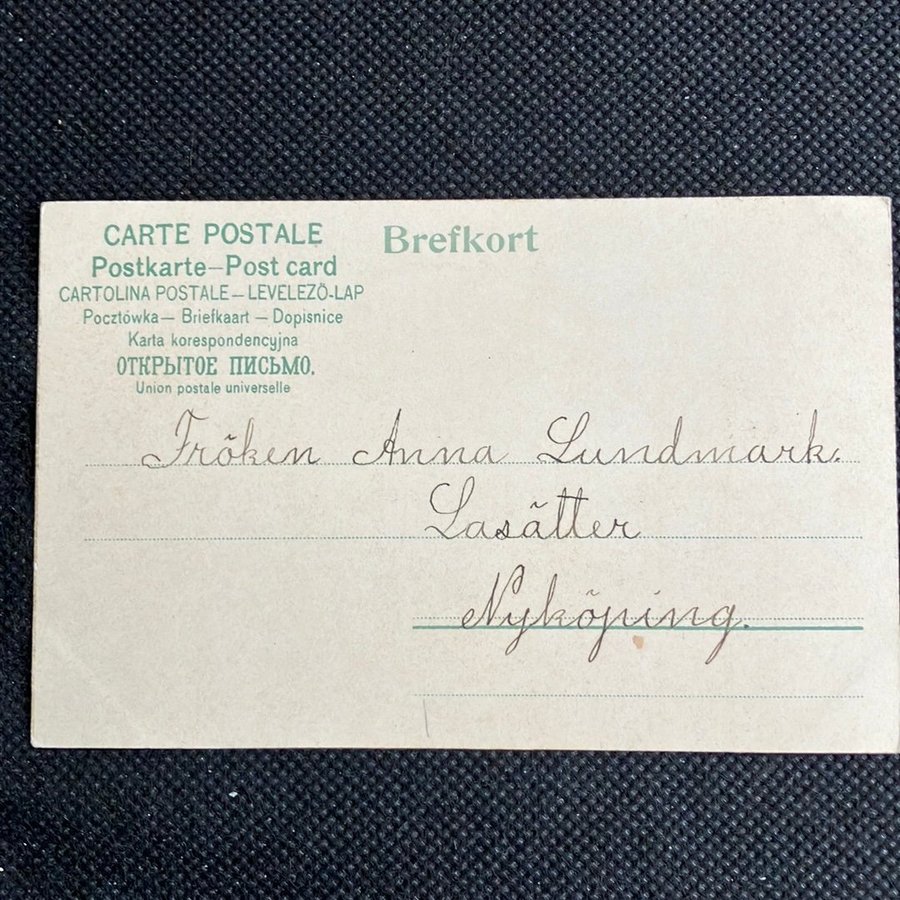 CARTE POSTALE
Postkarte–Post card
CARTOLINA POSTALE – LEVELEZÖ-LAP
Pocztówka – Briefkaart – Dopisnice
Karta korespondencyjna
ОТКРЫТОЕ ПИСЬМО.
Union postale universelle
Brefkort
Fröken Anna Lundmark.
Lasätter
Nyköping.